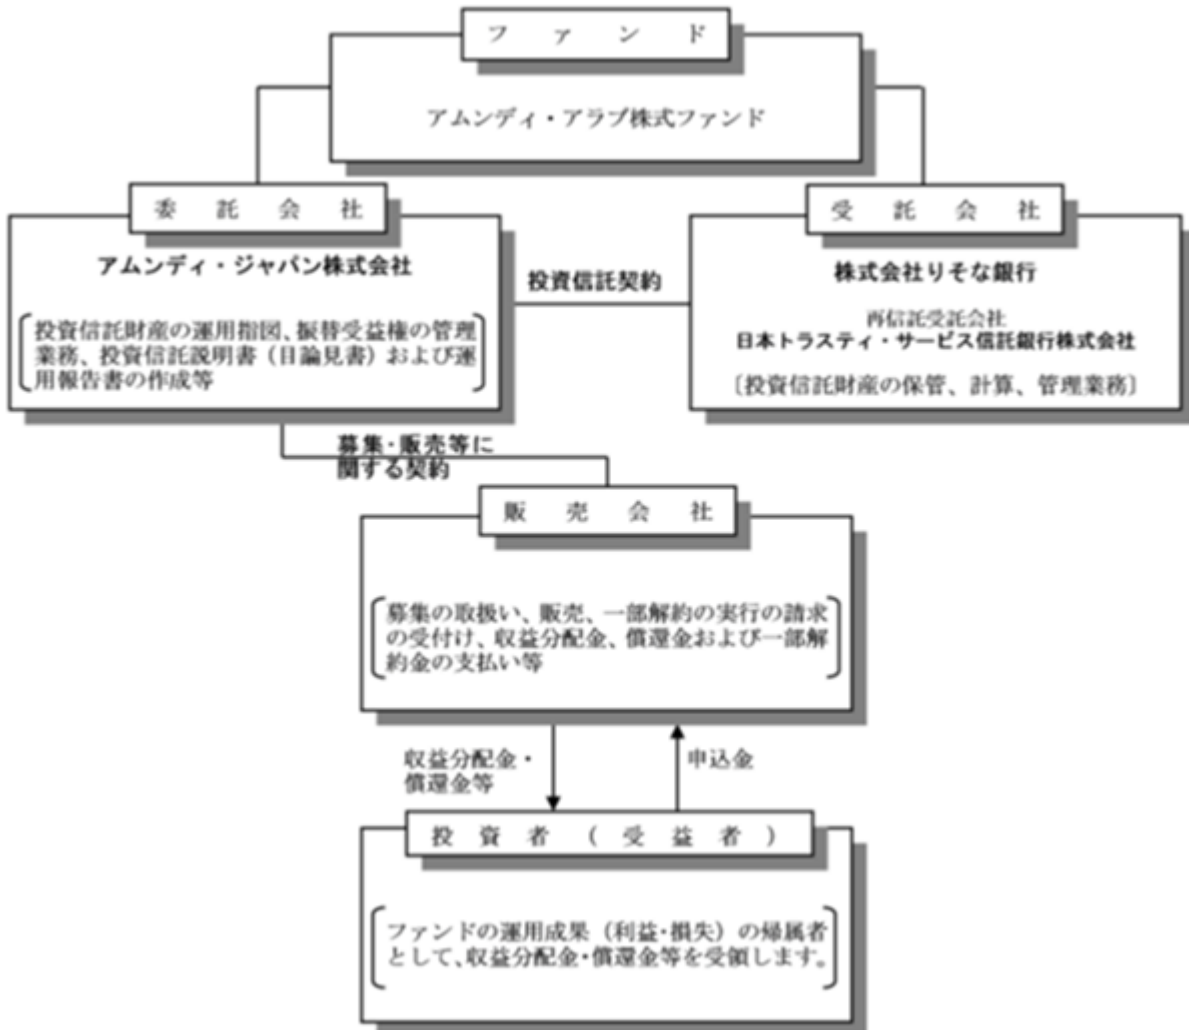 ファンド
アムンディ・アラブ株式ファンド
委託会社
アムンディ・ジャパン株式会社
投資信託財産の運用指図、振替受益権の管理
業務、投資信託説明書（目論見書）および運
用報告書の作成等
投資信託契約
受託会社
株式会社りそな銀行
再信託受託会社
日本トラスティ・サービス信託銀行株式会社
〔投資信託財産の保管、計算、管理業務〕
募集・販売等に
関する契約
販売会社
募集の取扱い、販売、一部解約の実行の請求
の受付け、収益分配金、償還金および一部解
約金の支払い等
収益分配金・
償還金等
申込金
投資者（受益者）
ファンドの運用成果（利益・損失）の帰属者
として、収益分配金・償還金等を受領します。